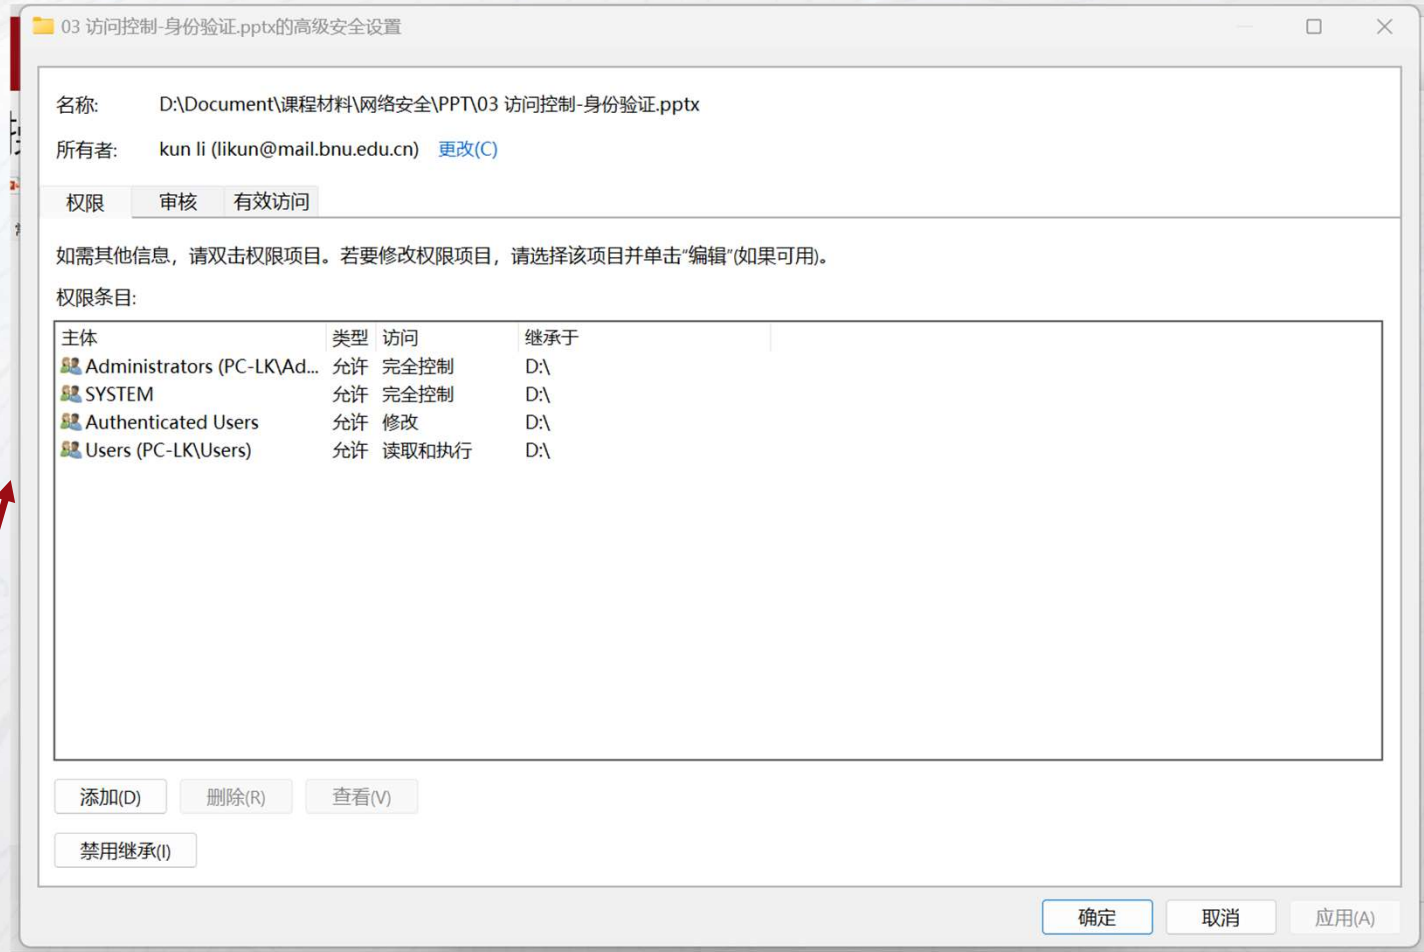 03 访问控制-身份验证.pptx的高级安全设置
名称: D:\Document\课程材料\网络安全\PPT\03 访问控制-身份验证.pptx
所有者: kun li (likun@mail.bnu.edu.cn) 更改(C)
权限 审核 有效访问
如需其他信息，请双击权限项目。若要修改权限项目，请选择该项目并单击“编辑”(如果可用)。
权限条目:
主体 类型 访问 继承于
Administrators (PC-LK\Ad... 允许 完全控制 D:\
SYSTEM 允许 完全控制 D:\
Authenticated Users 允许 修改 D:\
Users (PC-LK\Users) 允许 读取和执行 D:\
添加(D) 删除(R) 查看(V)
禁用继承(I)
确定 取消 应用(A)